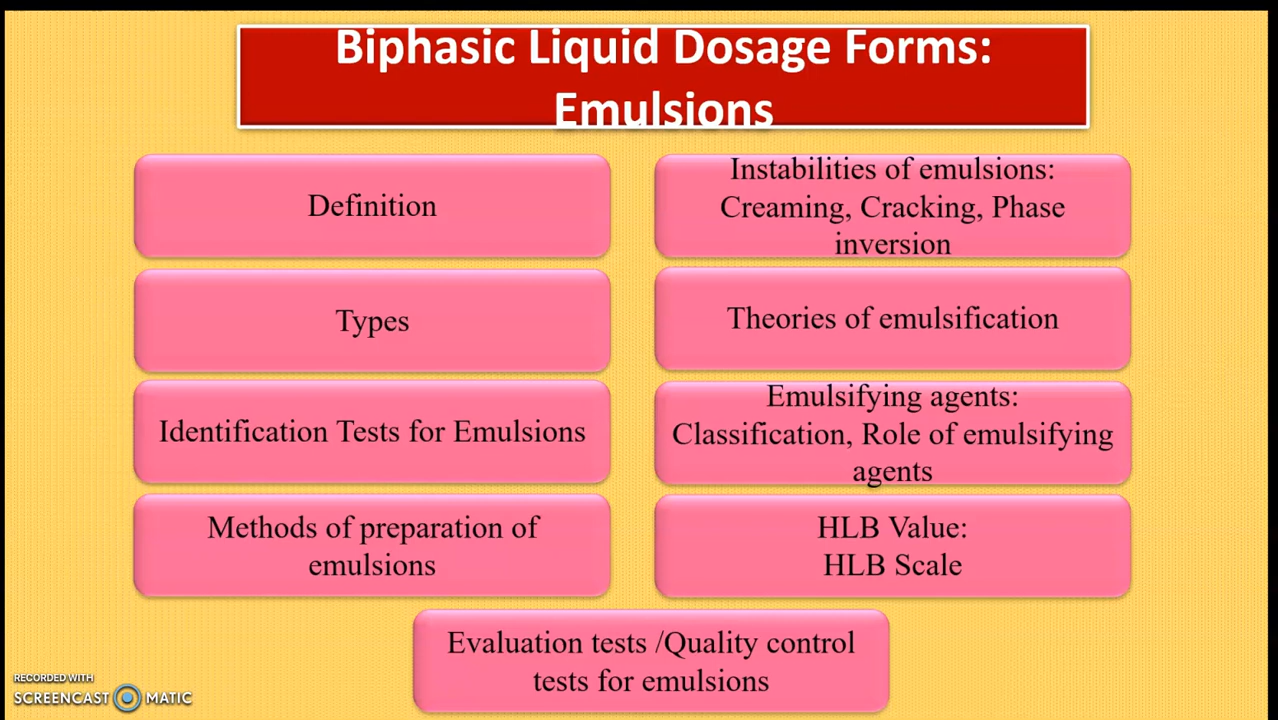 Biphasic Liquid Dosage Forms:
Emulsions
Definition
Types
Identification Tests for Emulsions
Methods of preparation of
emulsions
Instabilities of emulsions:
Creaming, Cracking, Phase
inversion
Theories of emulsification
Emulsifying agents:
Classification, Role of emulsifying
agents
HLB Value:
HLB Scale
Evaluation tests /Quality control
tests for emulsions
RECORDED WITH
SCREENCAST MATIC